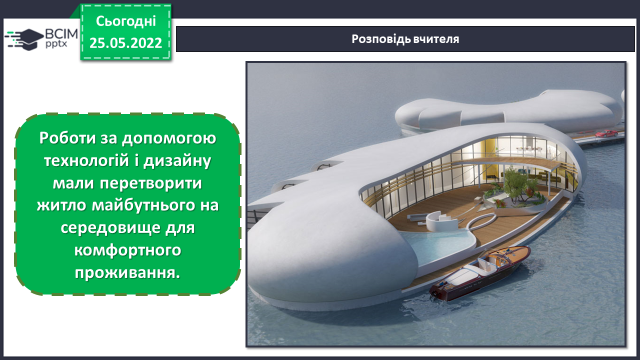 Сьогодні
25.05.2022
BCIM
pptx
Розповідь вчителя
Роботи за допомогою
технологій і дизайну
мали перетворити
житло майбутнього на
середовище для
комфортного
проживання.